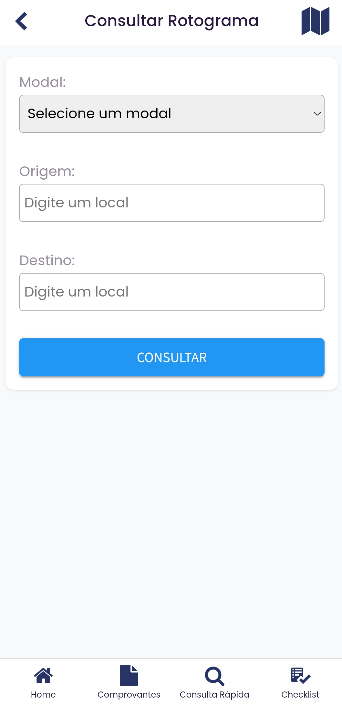 Consultar Rotograma
Modal:
Selecione um modal
Origem:
Digite um local
Destino:
Digite um local
CONSULTAR
Home
Comprovantes
Consulta Rápida
Checklist